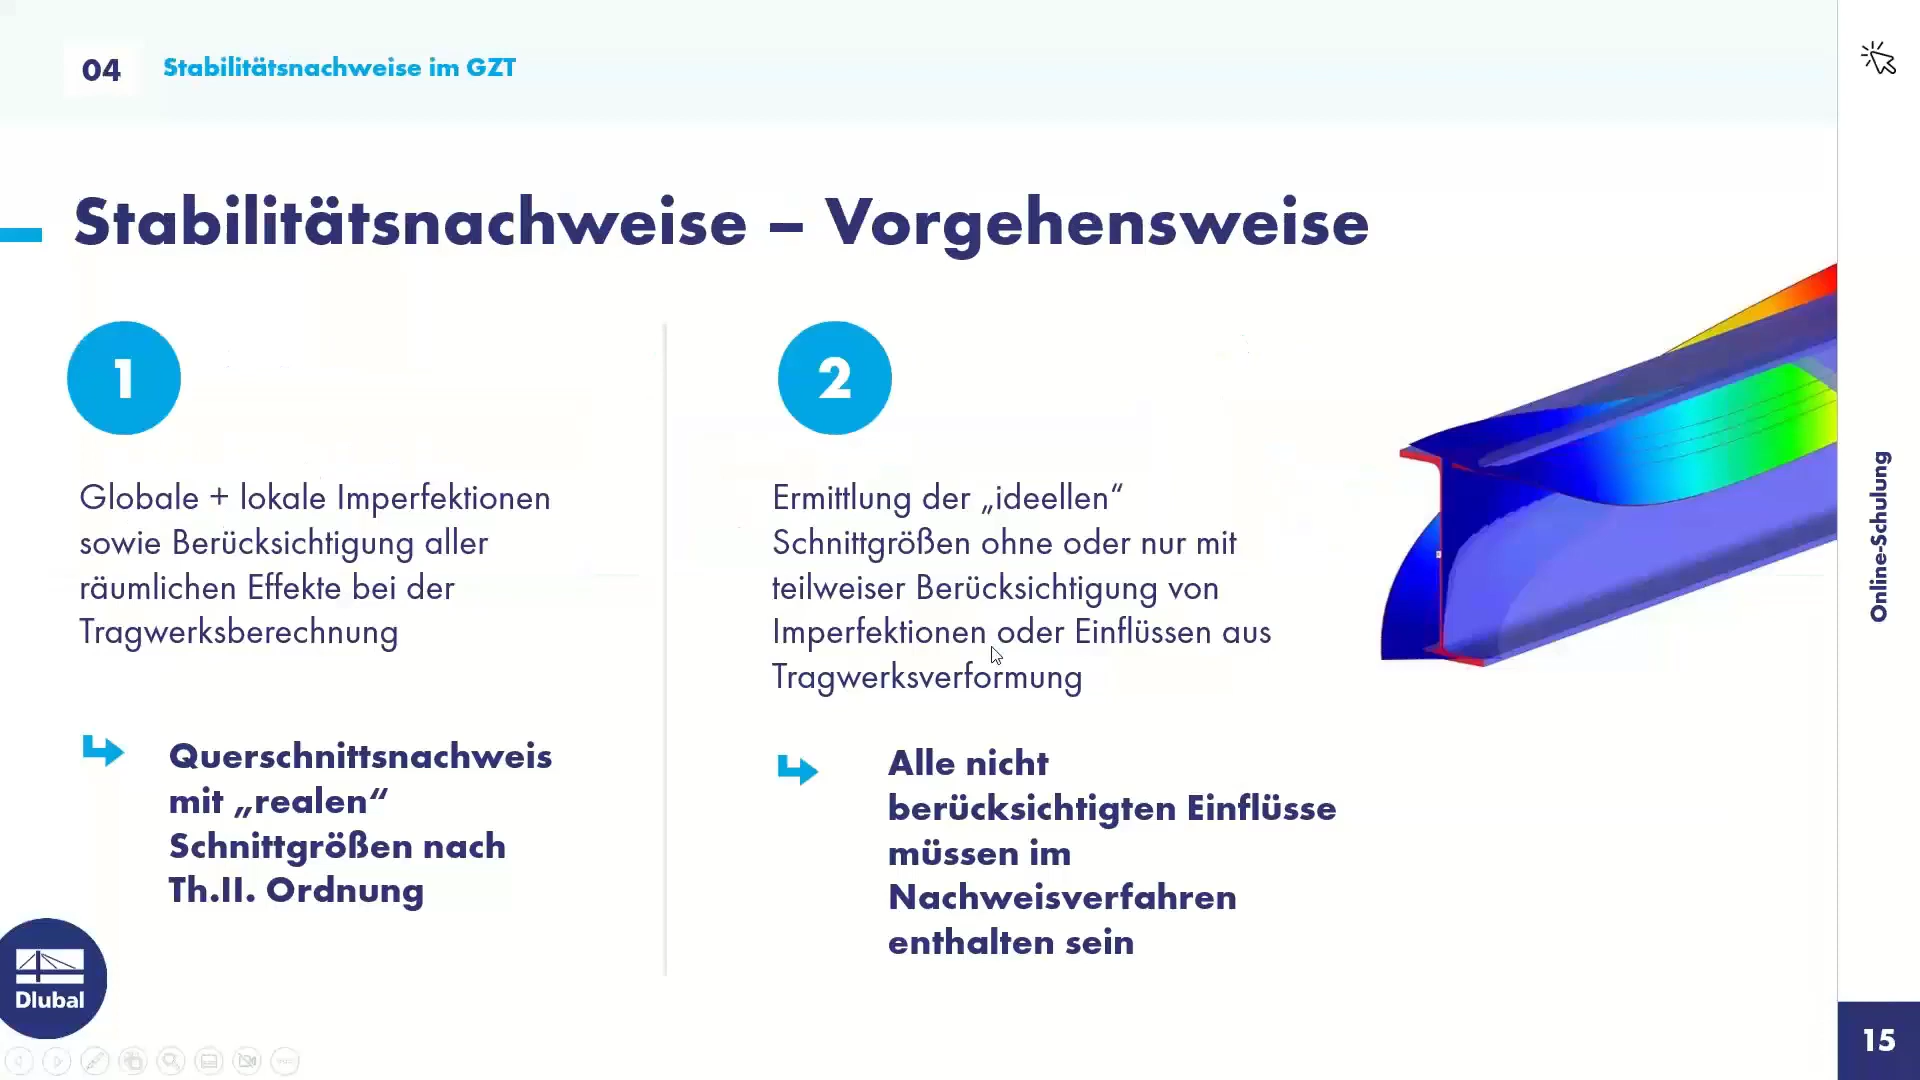 04
Stabilitätsnachweise im GZT
Stabilitätsnachweise – Vorgehensweise
1
Globale + lokale Imperfektionen
sowie Berücksichtigung aller
räumlichen Effekte bei der
Tragwerksberechnung
Querschnittsnachweis
mit „realen“
Schnittgrößen nach
Th.II. Ordnung
2
Ermittlung der „ideellen“
Schnittgrößen ohne oder nur mit
teilweiser Berücksichtigung von
Imperfektionen oder Einflüssen aus
Tragwerksverformung
Alle nicht
berücksichtigten Einflüsse
müssen im
Nachweisverfahren
enthalten sein
Online-Schulung
Dlubal
15